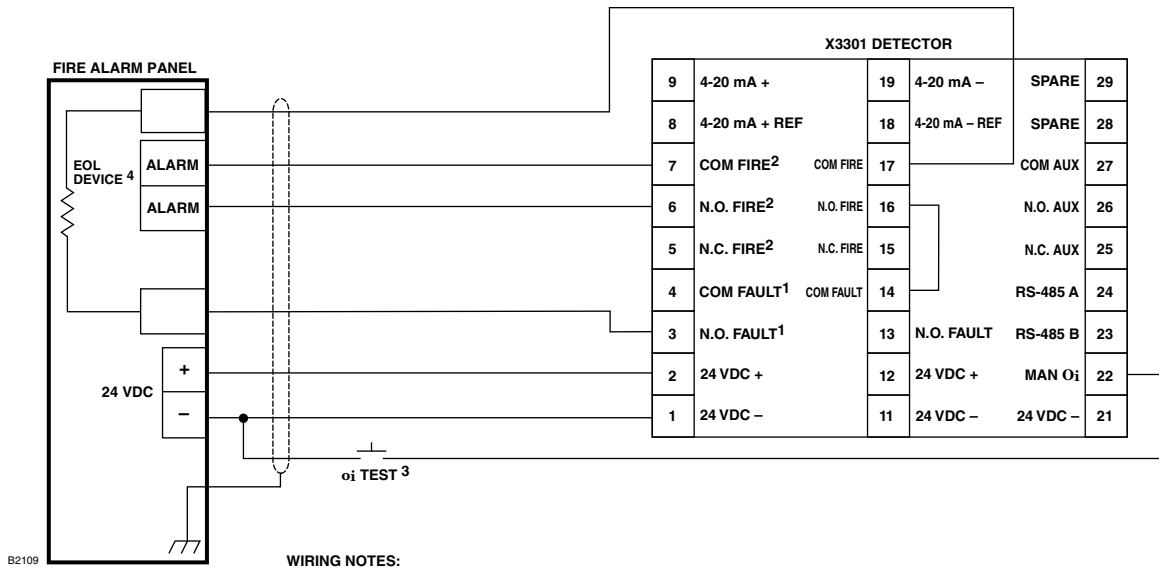 X3301 DETECTOR
FIRE ALARM PANEL
9 4-20 mA + 19 4-20 mA – SPARE 29
8 4-20 mA + REF 18 4-20 mA – REF SPARE 28
EOL DEVICE 4
ALARM
7 COM FIRE2 COM FIRE 17 COM AUX 27
ALARM
6 N.O. FIRE2 N.O. FIRE 16 N.O. AUX 26
5 N.C. FIRE2 N.C. FIRE 15 N.C. AUX 25
4 COM FAULT1 COM FAULT 14 RS-485 A 24
3 N.O. FAULT1 13 N.O. FAULT RS-485 B 23
24 VDC
+
–
2 24 VDC + 12 24 VDC + MAN Oi 22
1 24 VDC – 11 24 VDC – 24 VDC – 21
oi TEST 3
B2109
WIRING NOTES: